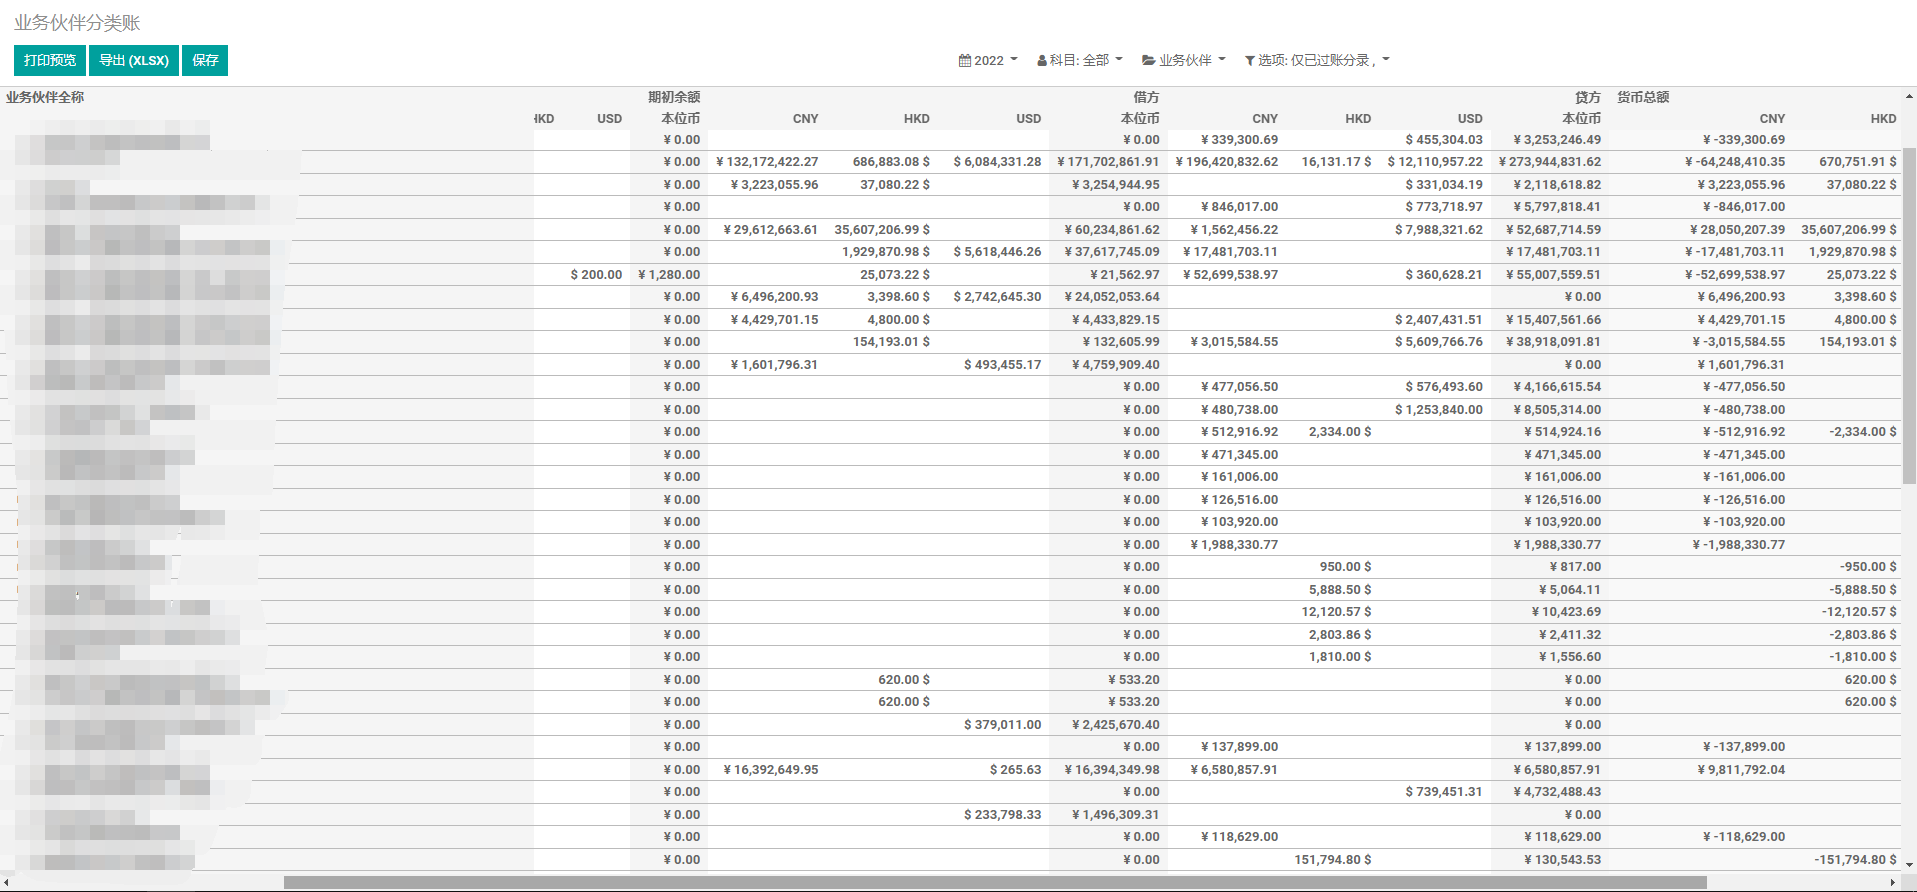 业务伙伴分类账
打印预览 导出 (XLSX) 保存 2022 科目: 全部 业务伙伴 选项: 仅已过账分录 ,
业务伙伴全称 期初余额 借方 贷方 货币总额
HKD USD 本位币 CNY HKD USD 本位币 CNY HKD USD 本位币 CNY HKD
¥ 0.00 ¥ 0.00 ¥ 339,300.69 $ 455,304.03 ¥ 3,253,246.49 ¥ -339,300.69
¥ 0.00 ¥ 132,172,422.27 686,883.08 $ $ 6,084,331.28 ¥ 171,702,861.91 ¥ 196,420,832.62 16,131.17 $ $ 12,110,957.22 ¥ 273,944,831.62 ¥ -64,248,410.35 670,751.91 $
¥ 0.00 ¥ 3,223,055.96 37,080.22 $ ¥ 3,254,944.95 $ 331,034.19 ¥ 2,118,618.82 ¥ 3,223,055.96 37,080.22 $
¥ 0.00 ¥ 0.00 ¥ 846,017.00 $ 773,718.97 ¥ 5,797,818.41 ¥ -846,017.00
¥ 0.00 ¥ 29,612,663.61 35,607,206.99 $ ¥ 60,234,861.62 ¥ 1,562,456.22 $ 7,988,321.62 ¥ 52,687,714.59 ¥ 28,050,207.39 35,607,206.99 $
¥ 0.00 1,929,870.98 $ $ 5,618,446.26 ¥ 37,617,745.09 ¥ 17,481,703.11 ¥ 17,481,703.11 ¥ -17,481,703.11 1,929,870.98 $
$ 200.00 ¥ 1,280.00 25,073.22 $ ¥ 21,562.97 ¥ 52,699,538.97 $ 360,628.21 ¥ 55,007,559.51 ¥ -52,699,538.97 25,073.22 $
¥ 0.00 ¥ 6,496,200.93 3,398.60 $ $ 2,742,645.30 ¥ 24,052,053.64 ¥ 0.00 ¥ 6,496,200.93 3,398.60 $
¥ 0.00 ¥ 4,429,701.15 4,800.00 $ ¥ 4,433,829.15 $ 2,407,431.51 ¥ 15,407,561.66 ¥ 4,429,701.15 4,800.00 $
¥ 0.00 154,193.01 $ ¥ 132,605.99 ¥ 3,015,584.55 $ 5,609,766.76 ¥ 38,918,091.81 ¥ -3,015,584.55 154,193.01 $
¥ 0.00 ¥ 1,601,796.31 $ 493,455.17 ¥ 4,759,909.40 ¥ 0.00 ¥ 1,601,796.31
¥ 0.00 ¥ 0.00 ¥ 477,056.50 $ 576,493.60 ¥ 4,166,615.54 ¥ -477,056.50
¥ 0.00 ¥ 0.00 ¥ 480,738.00 $ 1,253,840.00 ¥ 8,505,314.00 ¥ -480,738.00
¥ 0.00 ¥ 0.00 ¥ 512,916.92 2,334.00 $ ¥ 514,924.16 ¥ -512,916.92 -2,334.00 $
¥ 0.00 ¥ 0.00 ¥ 471,345.00 ¥ 471,345.00 ¥ -471,345.00
¥ 0.00 ¥ 0.00 ¥ 161,006.00 ¥ 161,006.00 ¥ -161,006.00
¥ 0.00 ¥ 0.00 ¥ 126,516.00 ¥ 126,516.00 ¥ -126,516.00
¥ 0.00 ¥ 0.00 ¥ 103,920.00 ¥ 103,920.00 ¥ -103,920.00
¥ 0.00 ¥ 0.00 ¥ 1,988,330.77 ¥ 1,988,330.77 ¥ -1,988,330.77
¥ 0.00 ¥ 0.00 950.00 $ ¥ 817.00 -950.00 $
¥ 0.00 ¥ 0.00 5,888.50 $ ¥ 5,064.11 -5,888.50 $
¥ 0.00 ¥ 0.00 12,120.57 $ ¥ 10,423.69 -12,120.57 $
¥ 0.00 ¥ 0.00 2,803.86 $ ¥ 2,411.32 -2,803.86 $
¥ 0.00 ¥ 0.00 1,810.00 $ ¥ 1,556.60 -1,810.00 $
¥ 0.00 620.00 $ ¥ 533.20 ¥ 0.00 620.00 $
¥ 0.00 620.00 $ ¥ 533.20 ¥ 0.00 620.00 $
¥ 0.00 $ 379,011.00 ¥ 2,425,670.40 ¥ 0.00
¥ 0.00 ¥ 0.00 ¥ 137,899.00 ¥ 137,899.00 ¥ -137,899.00
¥ 0.00 ¥ 16,392,649.95 $ 265.63 ¥ 16,394,349.98 ¥ 6,580,857.91 ¥ 6,580,857.91 ¥ 9,811,792.04
¥ 0.00 ¥ 0.00 $ 739,451.31 ¥ 4,732,488.43
¥ 0.00 $ 233,798.33 ¥ 1,496,309.31 ¥ 0.00
¥ 0.00 ¥ 0.00 ¥ 118,629.00 ¥ 118,629.00 ¥ -118,629.00
¥ 0.00 ¥ 0.00 151,794.80 $ ¥ 130,543.53 -151,794.80 $